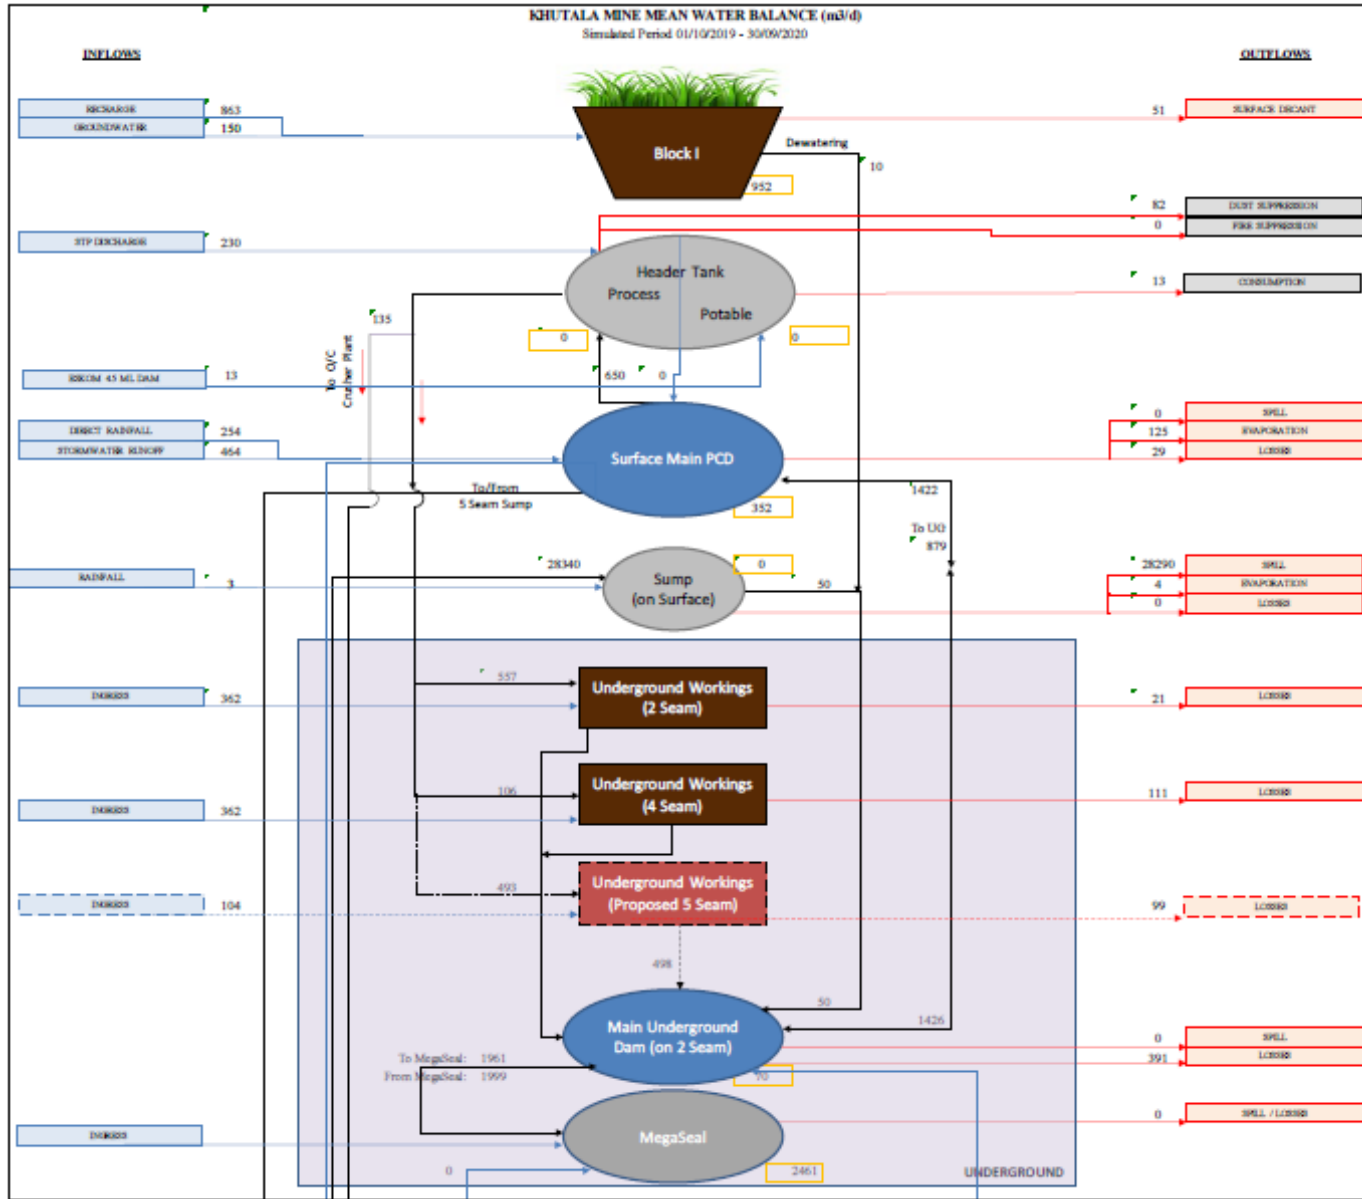 KHUTALA MINE MEAN WATER BALANCE (m3/d)
Simulated Period 01/10/2019 - 30/09/2020
INFLOWS
OUTFLOWS
RECHARGE 863
GROUNDWATER 150
Block I
Dewatering
51 SURFACE DECANT
10
952
82 DUST SUPPRESSION
0 FIRE SUPPRESSION
STP DISCHARGE 230
Header Tank
Process
Potable
13 CONSUMPTION
135
0
0
To O/C
Crusher Plant
650 0
45 ML DAM 13
DIRECT RAINFALL 254
STORMWATER RUNOFF 464
Surface Main PCD
0 SPILL
125 EVAPORATION
29 LOSSES
To/From
5 Seam Sump
352
1422
To UG
879
28340
RAINFALL 3
Sump
(on Surface)
0
50
28290 SPILL
4 EVAPORATION
0 LOSSES
INGRESS 362
557
Underground Workings
(2 Seam)
21 LOSSES
INGRESS 362
106
Underground Workings
(4 Seam)
111 LOSSES
INGRESS 104
493
Underground Workings
(Proposed 5 Seam)
99 LOSSES
498
50
1426
Main Underground
Dam (on 2 Seam)
0 SPILL
391 LOSSES
To MegaSeal: 1961
From MegaSeal: 1999
70
INGRESS
MegaSeal
0 SPILL / LOSSES
0
2461
UNDERGROUND